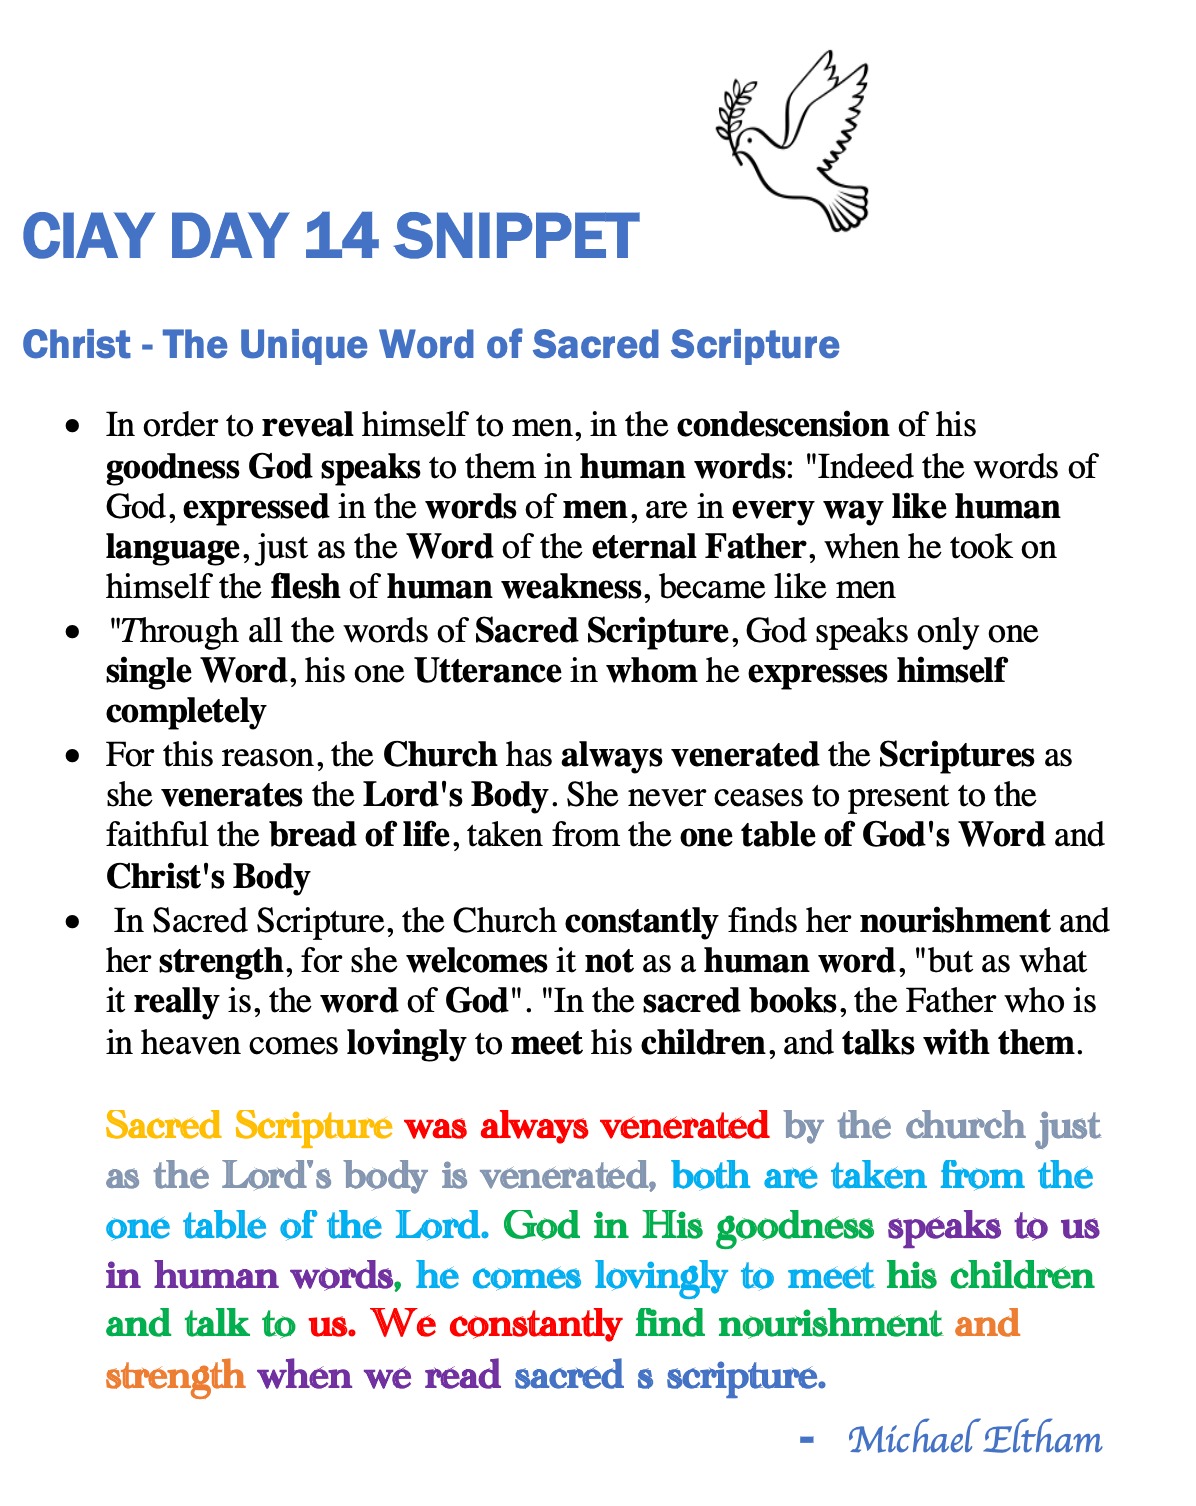 CIAY DAY 14 SNIPPET
Christ - The Unique Word of Sacred Scripture
• In order to reveal himself to men, in the condescension of his
goodness God speaks to them in human words: "Indeed the words of
God, expressed in the words of men, are in every way like human
language, just as the Word of the eternal Father, when he took on
himself the flesh of human weakness, became like men
• "Through all the words of Sacred Scripture, God speaks only one
single Word, his one Utterance in whom he expresses himself
completely
• For this reason, the Church has always venerated the Scriptures as
she venerates the Lord's Body. She never ceases to present to the
faithful the bread of life, taken from the one table of God's Word and
Christ's Body
• In Sacred Scripture, the Church constantly finds her nourishment and
her strength, for she welcomes it not as a human word, "but as what
it really is, the word of God". "In the sacred books, the Father who is
in heaven comes lovingly to meet his children, and talks with them.
Sacred Scripture was always venerated by the church just
as the Lord's body is venerated, both are taken from the
one table of the Lord. God in His goodness speaks to us
in human words, he comes lovingly to meet his children
and talk to us. We constantly find nourishment and
strength when we read sacred s scripture.
- Michael Eltham